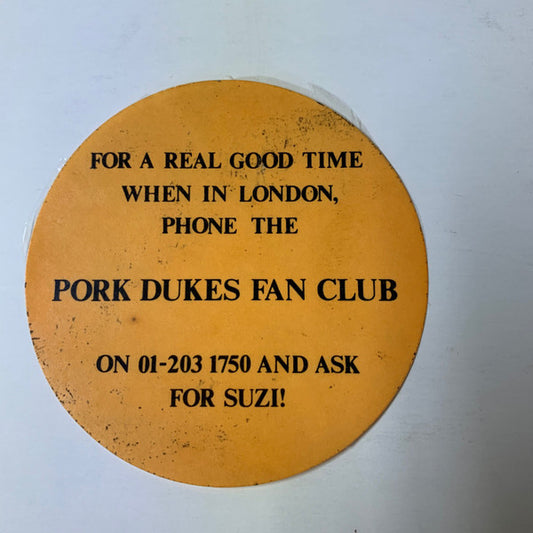 FOR A REAL GOOD TIME
WHEN IN LONDON,
PHONE THE
PORK DUKES FAN CLUB
ON 01-203 1750 AND ASK
FOR SUZI!